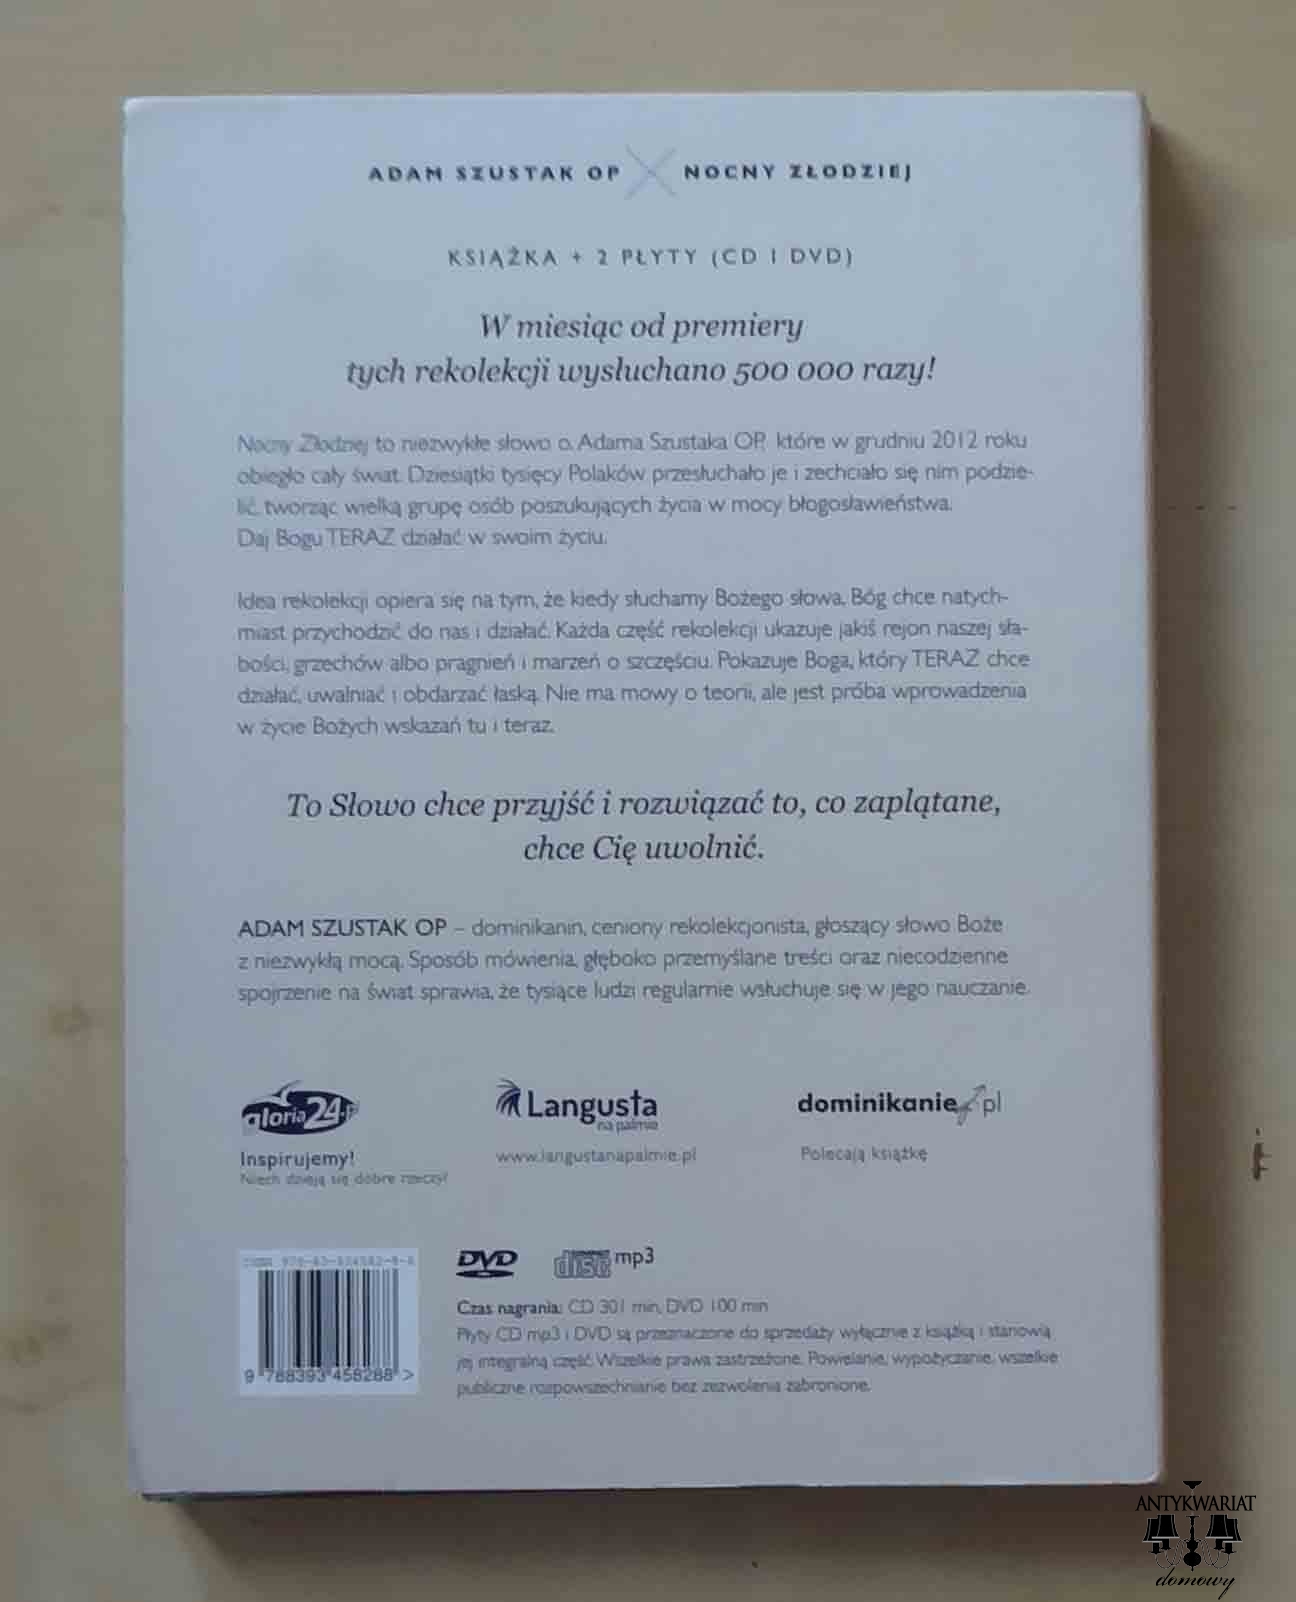 ADAM SZUSTAK OP NOCNY ZŁODZIEJ
KSIĄŻKA + 2 PŁYTY (CD I DVD)
W miesiąc od premiery
tych rekolekcji wysłuchano 500 000 razy!
Nocny Złodziej to niezwykłe słowo o. Adama Szustaka OP, które w grudniu 2012 roku
obiegło cały świat. Dziesiątki tysięcy Polaków przesłuchało je i zechciało się nim podzie-
lić, tworząc wielką grupę osób poszukujących życia w mocy błogosławieństwa.
Daj Bogu TERAZ działać w swoim życiu.
Idea rekolekcji opiera się na tym, że kiedy słuchamy Bożego słowa, Bóg chce natych-
miast przychodzić do nas i działać. Każda część rekolekcji ukazuje jakiś rejon naszej sła-
bości, grzechów albo pragnień i marzeń o szczęściu. Pokazuje Boga, który TERAZ chce
działać, uwalniać i obdarzać łaską. Nie ma mowy o teorii, ale jest próba wprowadzenia
w życie Bożych wskazań tu i teraz.
To Słowo chce przyjść i rozwiązać to, co zaplątane,
chce Cię uwolnić.
ADAM SZUSTAK OP – dominikanin, ceniony rekolekcjonista, głoszący słowo Boże
z niezwykłą mocą. Sposób mówienia, głęboko przemyślane treści oraz niecodzienne
spojrzenie na świat sprawia, że tysiące ludzi regularnie wsłuchuje się w jego nauczanie.
gloria24.pl
Inspirujemy!
Niech dzieją się dobre rzeczy!
Langusta
na palmie
www.langustanapalmie.pl
dominikanie.pl
Polecają książkę
9 788393 458288 >
DVD disc mp3
Czas nagrania: CD 301 min, DVD 100 min
Płyty CD mp3 i DVD są przeznaczone do sprzedaży wyłącznie z książką i stanowią
jej integralną część. Wszelkie prawa zastrzeżone. Powielanie, wypożyczanie, wszelkie
publiczne rozpowszechnianie bez zezwolenia zabronione.
ANTYKWARIAT
domowy